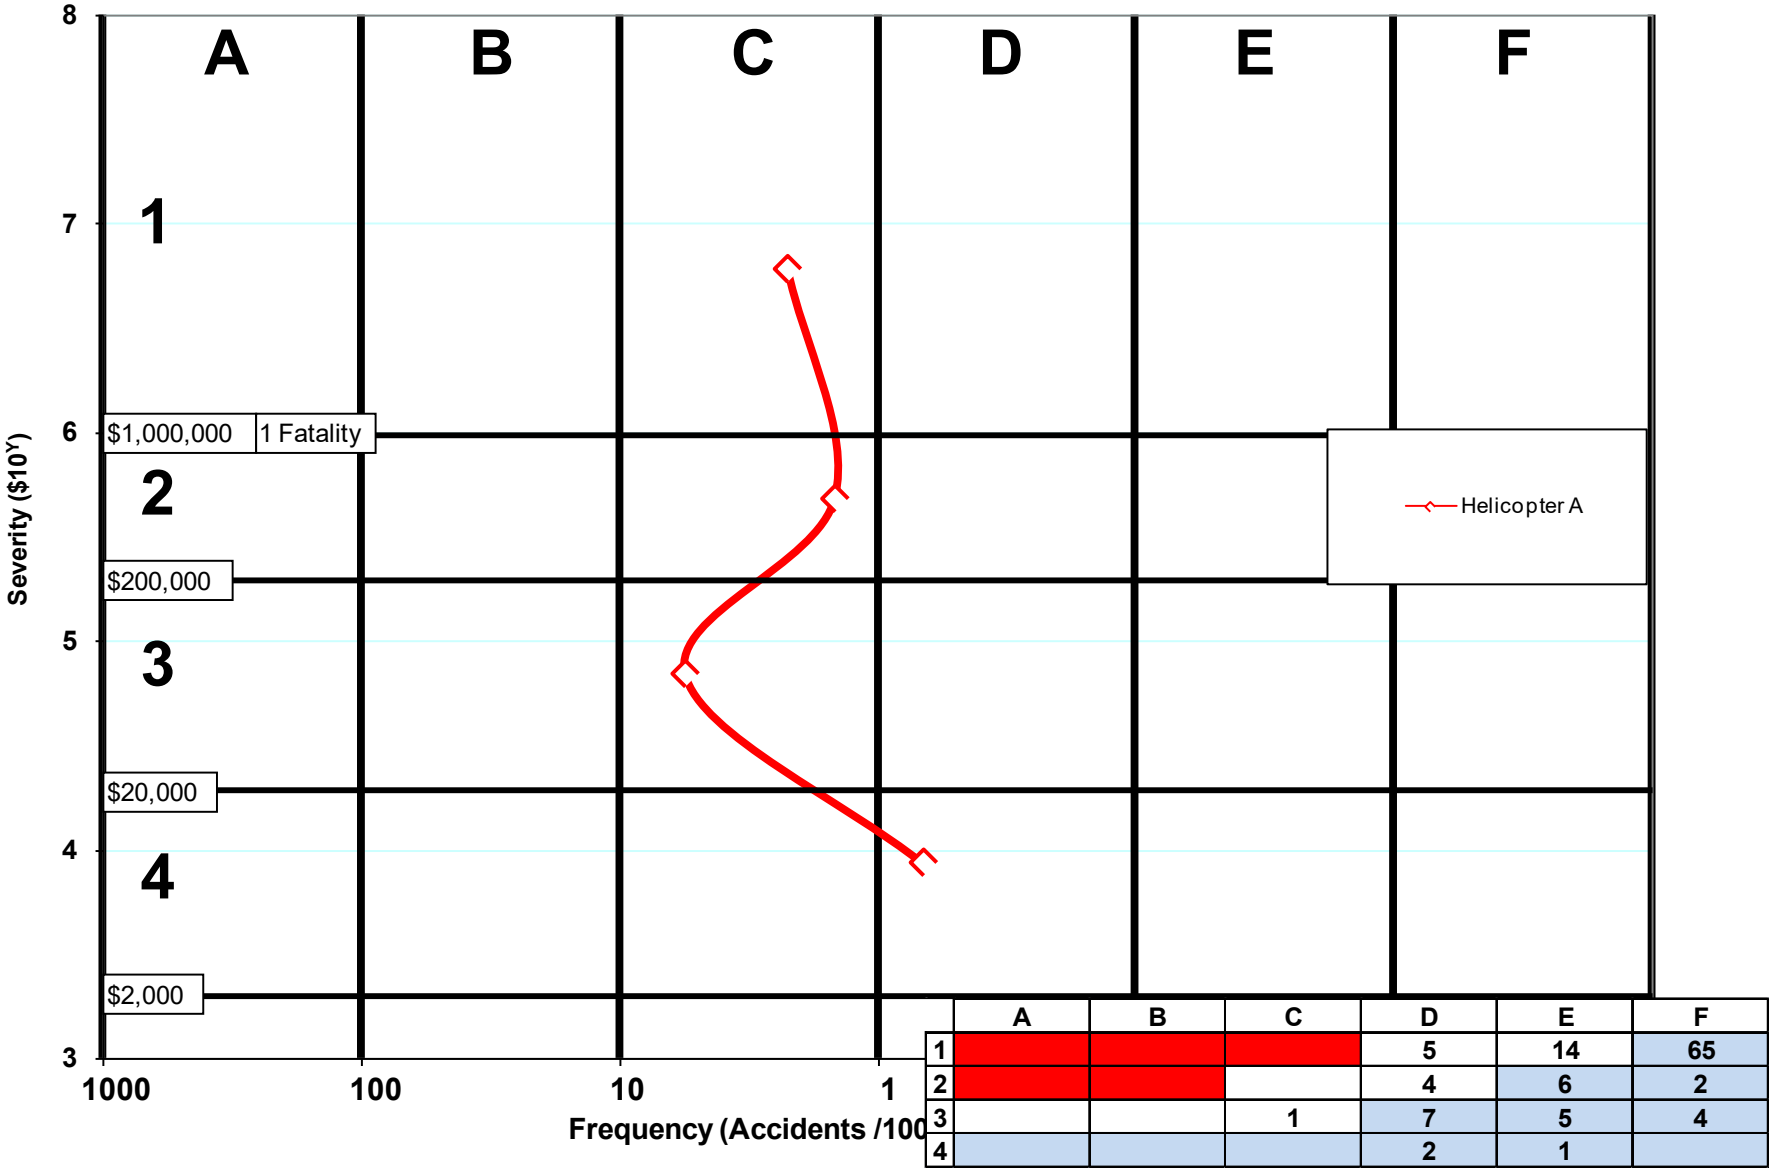 8
A B C D E F
7
1
6
$1,000,000 1 Fatality
2
Severity ($10^Y)
Helicopter A
$200,000
5
3
$20,000
4
4
$2,000
3
1000 100 10 1
Frequency (Accidents /100
A B C D E F
1 5 14 65
2 4 6 2
3 1 7 5 4
4 2 1